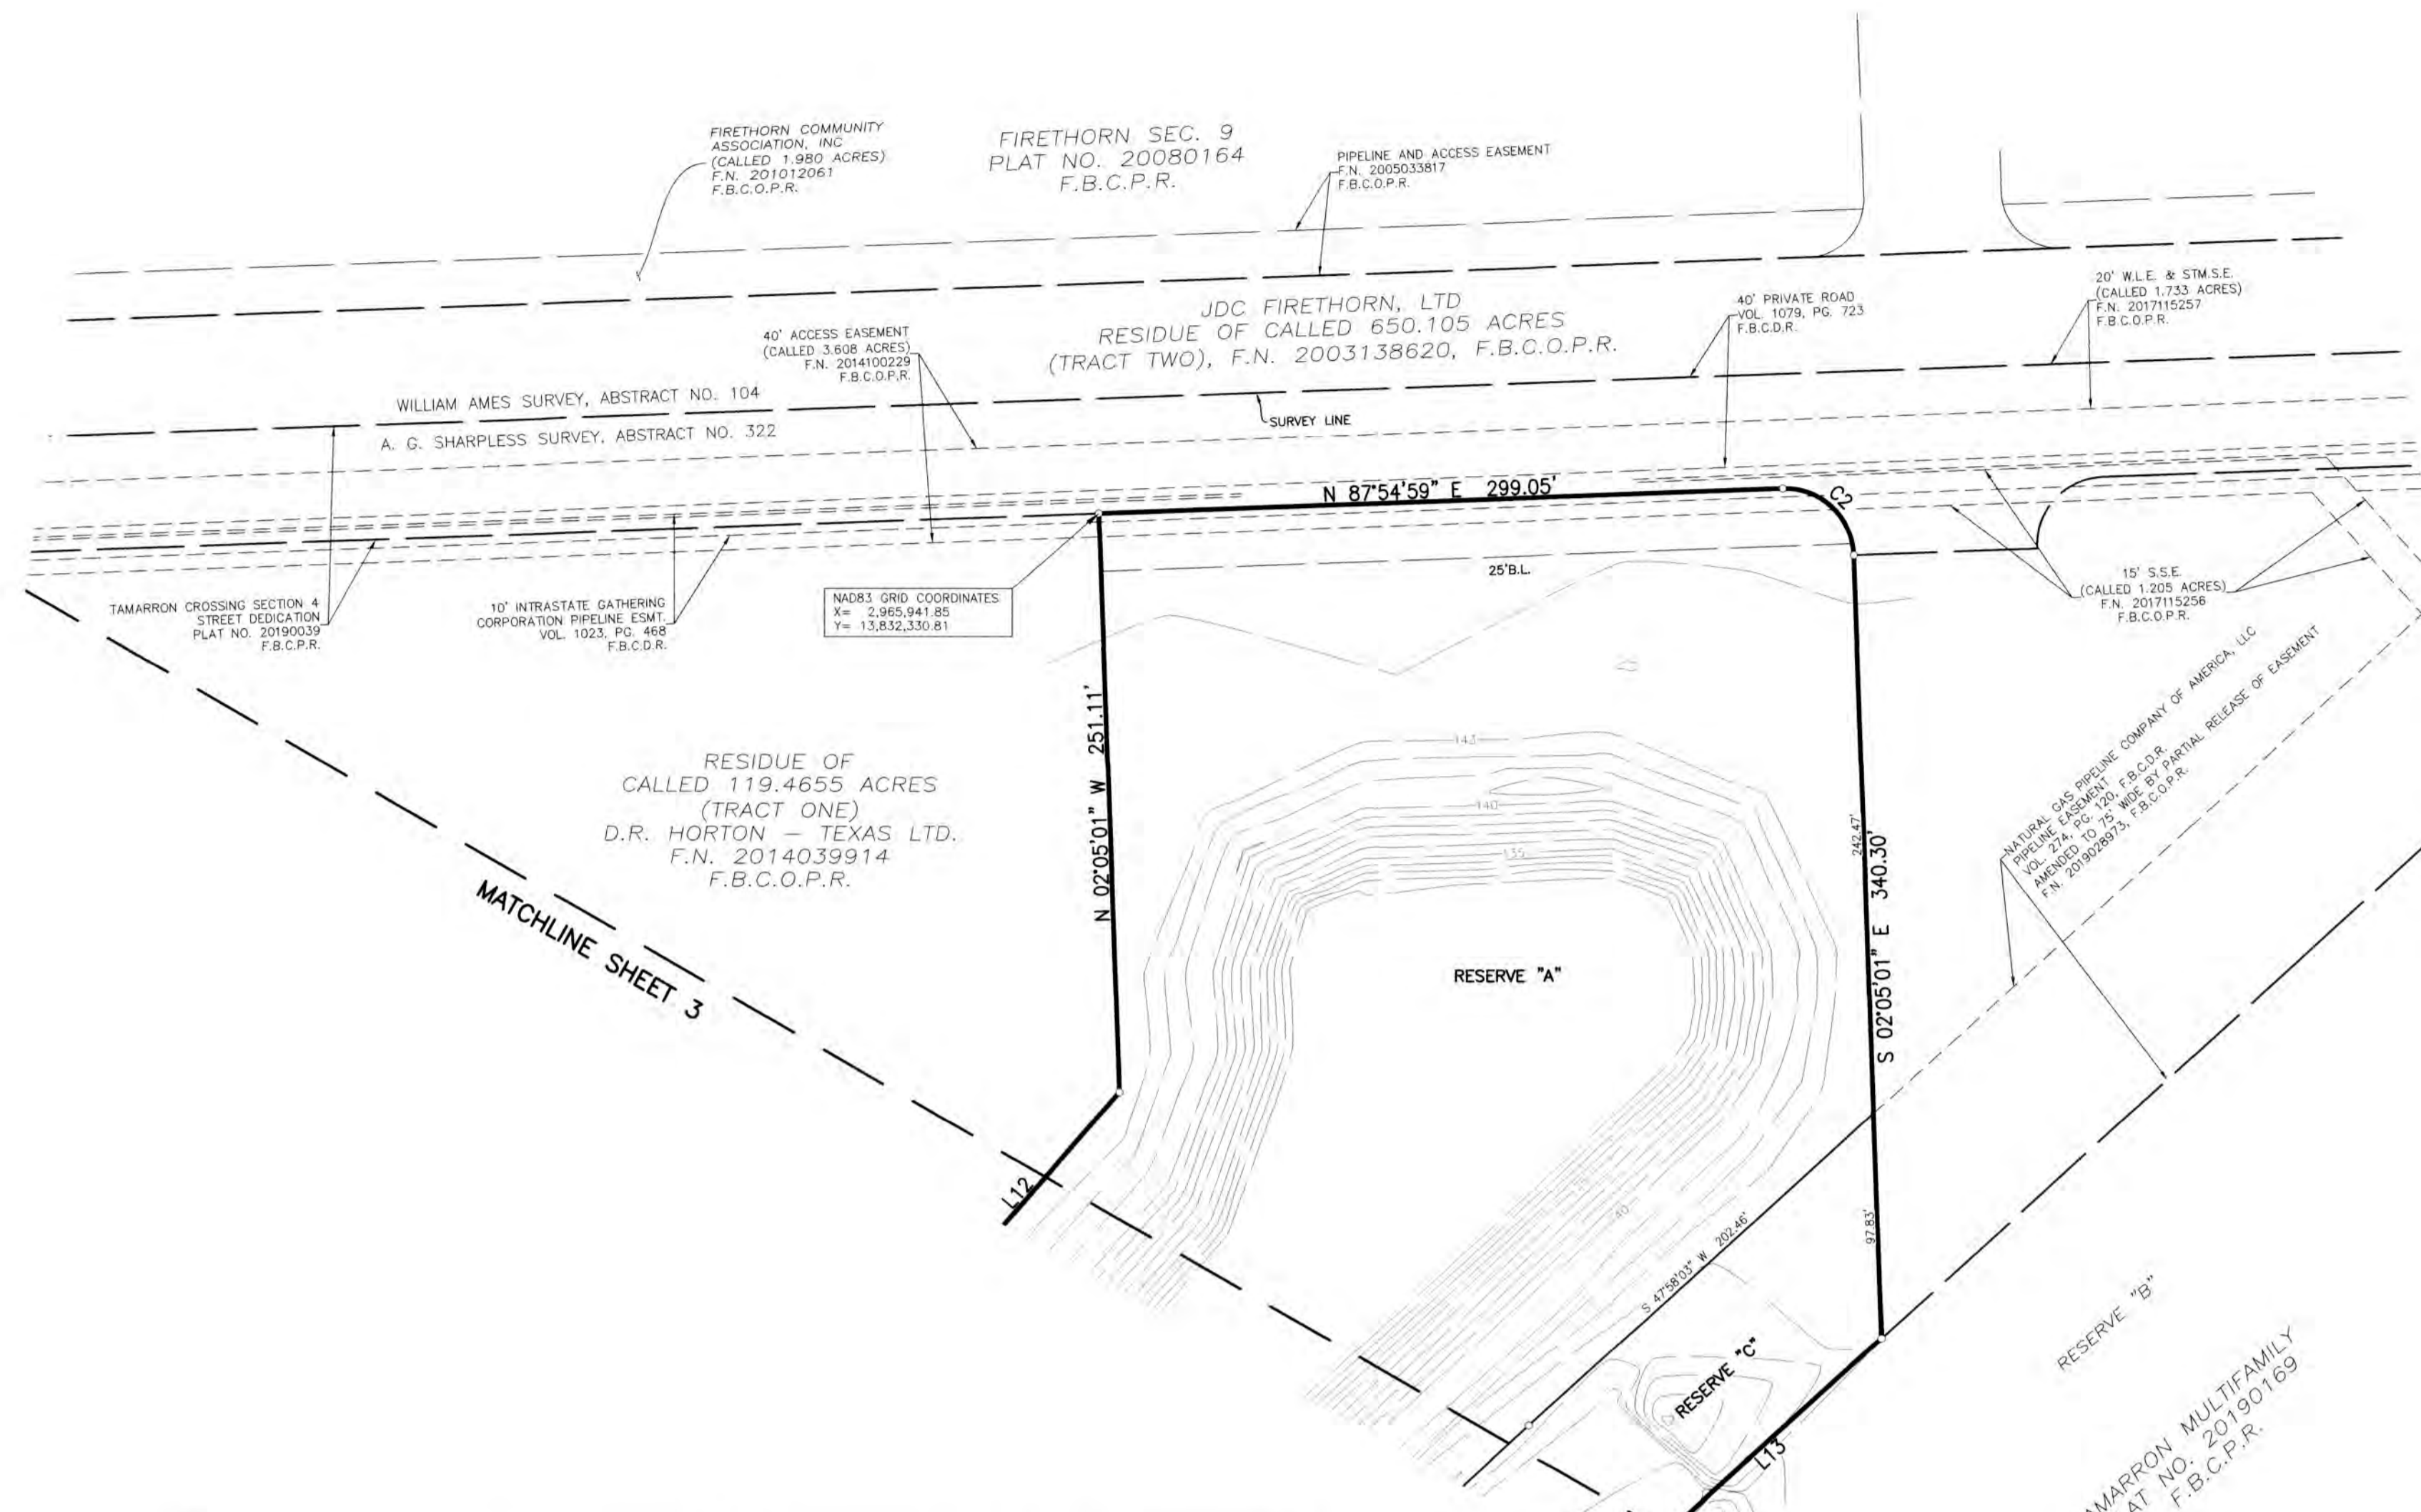 FIRETHORN COMMUNITY
ASSOCIATION, INC
(CALLED 1.980 ACRES)
F.N. 201012061
F.B.C.O.P.R.
FIRETHORN SEC. 9
PLAT NO. 20080164
F.B.C.P.R.
PIPELINE AND ACCESS EASEMENT
F.N. 2005033817
F.B.C.O.P.R.
JDC FIRETHORN, LTD
RESIDUE OF CALLED 650.105 ACRES
(TRACT TWO), F.N. 2003138620, F.B.C.O.P.R.
40' PRIVATE ROAD
VOL. 1079, PG. 723
F.B.C.D.R.
20' W.L.E. & STM.S.E.
(CALLED 1.733 ACRES)
F.N. 2017115257
F.B.C.O.P.R.
40' ACCESS EASEMENT
(CALLED 3.608 ACRES)
F.N. 2014100229
F.B.C.O.P.R.
WILLIAM AMES SURVEY, ABSTRACT NO. 104
A. G. SHARPLESS SURVEY, ABSTRACT NO. 322
SURVEY LINE
N 87°54'59" E 299.05'
C2
25'B.L.
TAMARRON CROSSING SECTION 4
STREET DEDICATION
PLAT NO. 20190039
F.B.C.P.R.
10' INTRASTATE GATHERING
CORPORATION PIPELINE ESMT.
VOL. 1023, PG. 468
F.B.C.D.R.
NAD83 GRID COORDINATES
X= 2,965,941.85
Y= 13,832,330.81
15' S.S.E.
(CALLED 1.205 ACRES)
F.N. 2017115256
F.B.C.O.P.R.
NATURAL GAS PIPELINE COMPANY OF AMERICA, LLC
PIPELINE EASEMENT
VOL. 274, PG. 120, F.B.C.D.R.
AMENDED TO 75' WIDE BY PARTIAL RELEASE OF EASEMENT
F.N. 2019028973, F.B.C.O.P.R.
N 02°05'01" W 251.11'
RESIDUE OF
CALLED 119.4655 ACRES
(TRACT ONE)
D.R. HORTON – TEXAS LTD.
F.N. 2014039914
F.B.C.O.P.R.
MATCHLINE SHEET 3
143
140
135
242.47'
S 02°05'01" E 340.30'
RESERVE "A"
L12
140
97.83'
S 47°58'03" W 202.46'
RESERVE "C"
L13
RESERVE "B"
AMARRON MULTIFAMILY
AT NO. 20190169
F.B.C.P.R.